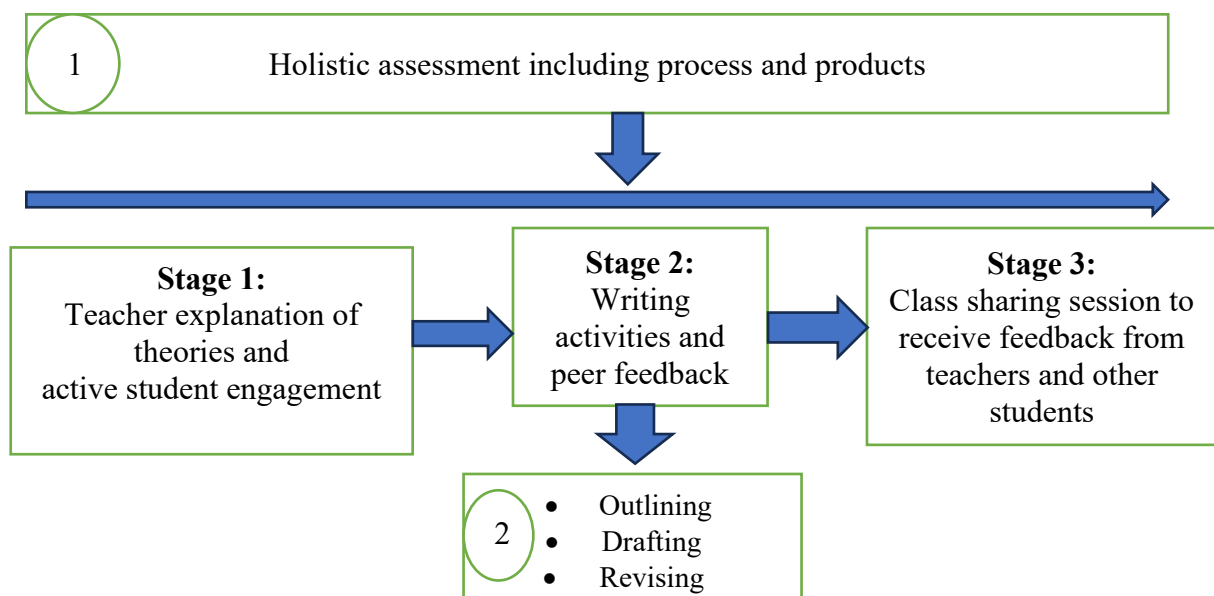 1
Holistic assessment including process and products
Stage 1:
Teacher explanation of
theories and
active student engagement
Stage 2:
Writing
activities and
peer feedback
Stage 3:
Class sharing session to
receive feedback from
teachers and other
students
2
• Outlining
• Drafting
• Revising